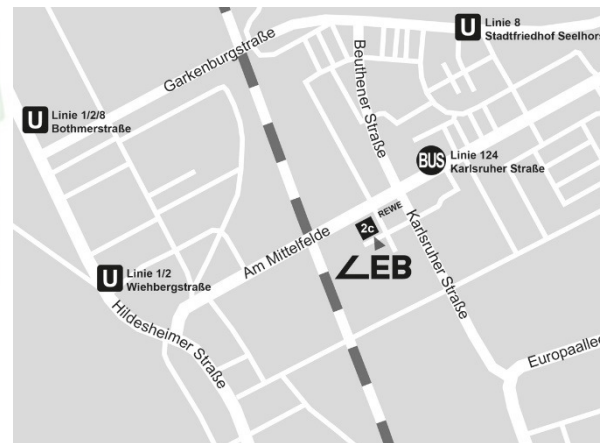 U
Linie 8
Stadtfriedhof Seelhors
Garkenburgstraße
Beuthener Straße
U
Linie 1/2/8
Bothmerstraße
BUS
Linie 124
Karlsruher Straße
REWE
2c
Am Mittelfelde
Karlsruher Straße
LEB
U
Linie 1/2
Wiehbergstraße
Hildesheimer Straße
Europaallee